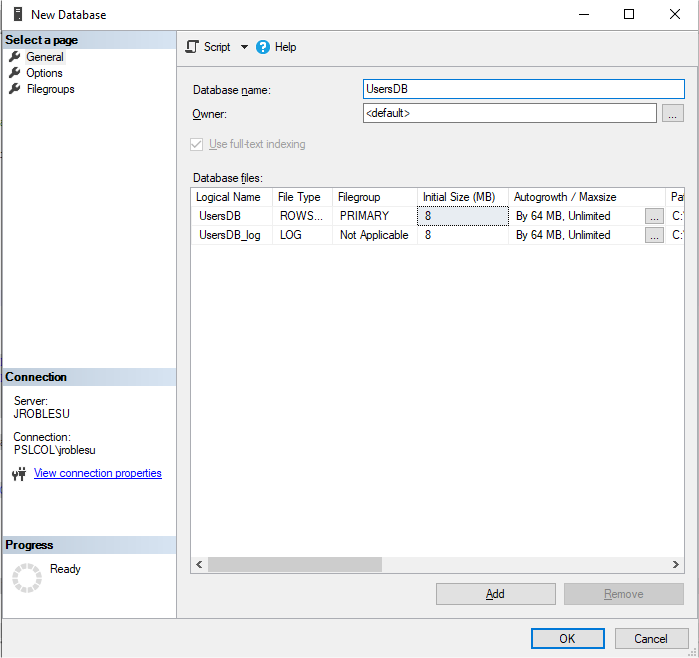 New Database
Select a page
General
Options
Filegroups
Script
Help
Database name:
UsersDB
Owner:
<default>
...
Use full-text indexing
Database files:
Logical Name File Type Filegroup Initial Size (MB) Autogrowth / Maxsize Pa
UsersDB ROWS... PRIMARY 8 By 64 MB, Unlimited ... C:\
UsersDB_log LOG Not Applicable 8 By 64 MB, Unlimited ... C:\
Connection
Server:
JROBLESU
Connection:
PSLCOL\jroblesu
View connection properties
Progress
Ready
Add
Remove
OK
Cancel